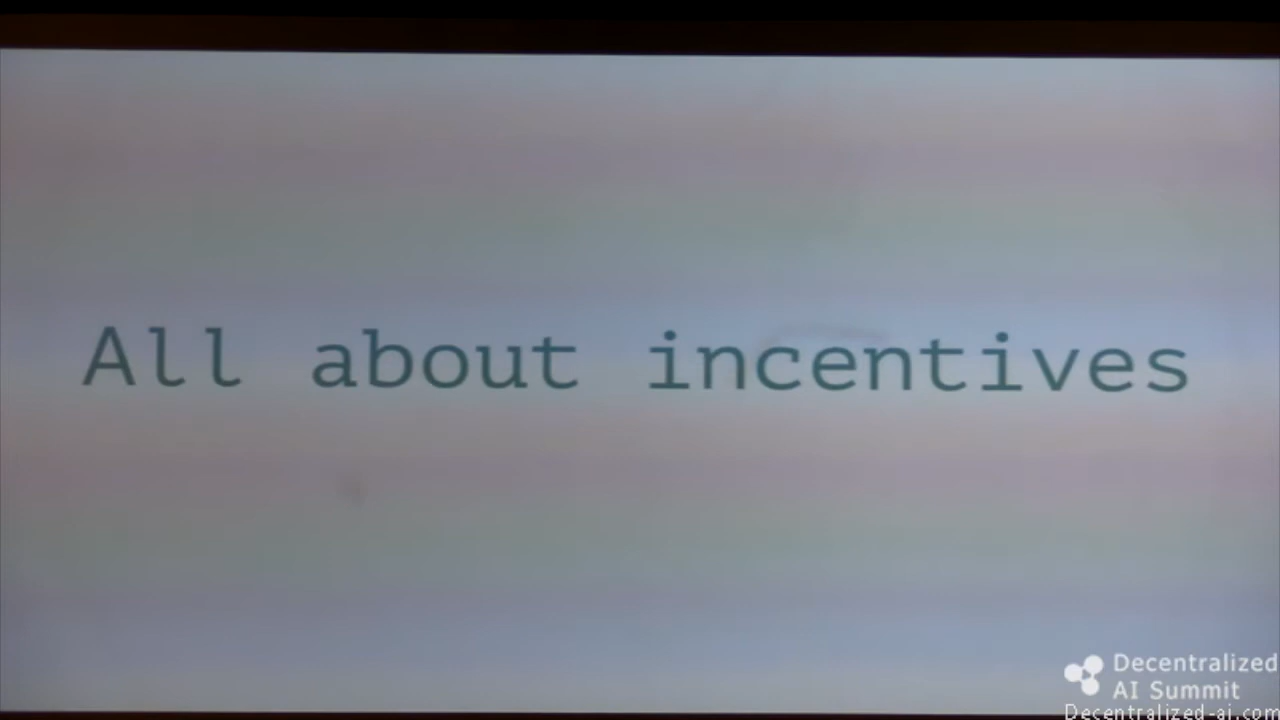 All about incentives
Decentralized
AI Summit
Decentralized-ai.com